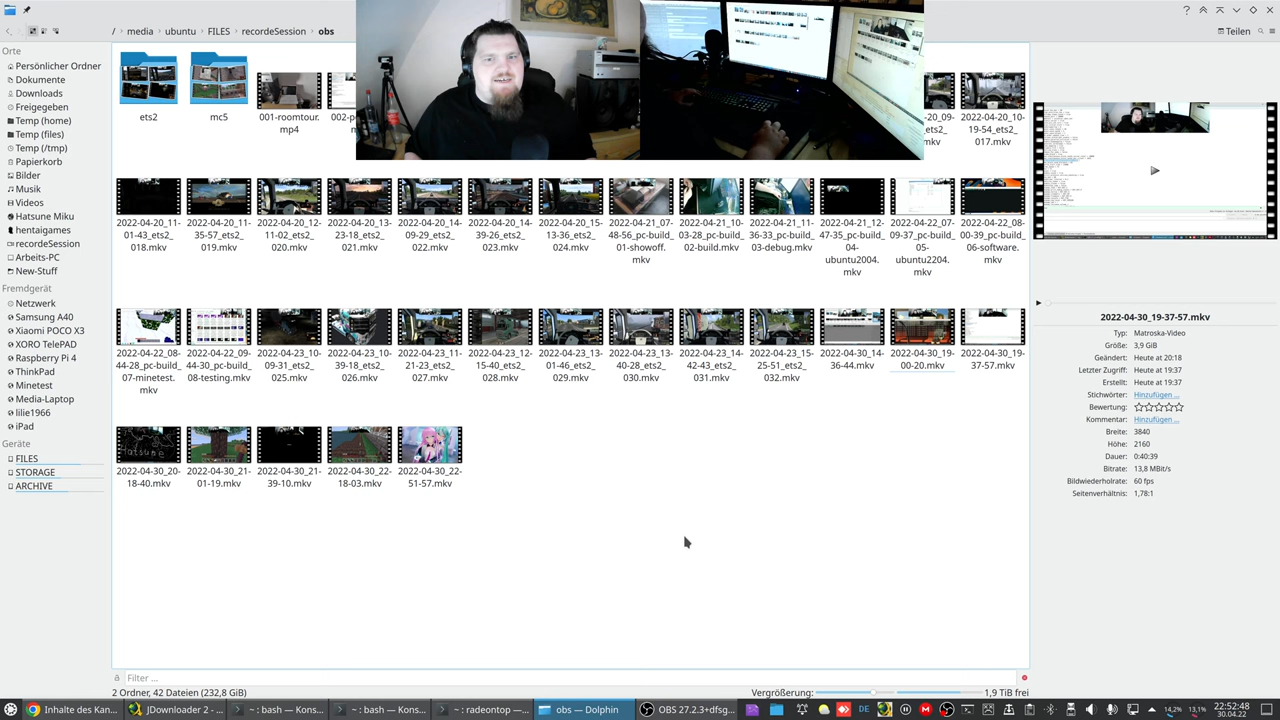 media
ubuntu
FILES
recordeSession
obs
Teilen
Orte
Persönlicher Ordner
Dokumente
Downloads
Freigegeben
Temp (home)
Temp (files)
Temp (/tmp)
Papierkorb
Bilder
Musik
Videos
Hatsune Miku
hentaigames
recordeSession
New-Stuff
Fremdgerät
Netzwerk
Samsung A40
Xiaomi POCO X3
XORO TelePAD
Raspberry Pi 4
ThinkPad
Minetest
Media-Laptop
lilie1966
iPad
Geräte
FILES
STORAGE
ARCHIVE
ets2
mc5
001-roomtour.
mp4
2022-04-20_10-
19-54_ets2_
017.mkv
2022-04-20_11-
01-43_ets2_
018.mkv
2022-04-20_11-
35-57_ets2_
019.mkv
2022-04-20_12-
11-02_ets2_
020.mkv
2022-04-20_13-
23-18_ets2_
021.mkv
2022-04-20_14-
09-29_ets2_
022.mkv
2022-04-20_14-
39-26_ets2_
023.mkv
2022-04-20_15-
13-36_ets2_
024.mkv
2022-04-21_07-
48-56_pc-build_
01-showoff.
mkv
2022-04-21_10-
03-28_pc-build_
02-build.mkv
2022-04-21_11-
36-33_pc-build_
03-debug.mkv
2022-04-21_12-
47-35_pc-build_
04-
ubuntu2004.
mkv
2022-04-22_07-
09-37_pc-build_
05-
ubuntu2204.
mkv
2022-04-22_08-
00-39_pc-build_
06-software.
mkv
2022-04-22_08-
44-28_pc-build_
07-minetest.
mkv
2022-04-22_09-
44-30_pc-build_
08-testing.mkv
2022-04-23_10-
09-31_ets2_
025.mkv
2022-04-23_10-
39-18_ets2_
026.mkv
2022-04-23_11-
21-23_ets2_
027.mkv
2022-04-23_12-
15-40_ets2_
028.mkv
2022-04-23_13-
01-46_ets2_
029.mkv
2022-04-23_13-
40-28_ets2_
030.mkv
2022-04-23_14-
42-43_ets2_
031.mkv
2022-04-23_15-
25-51_ets2_
032.mkv
2022-04-30_14-
36-44.mkv
2022-04-30_19-
00-20.mkv
2022-04-30_19-
37-57.mkv
2022-04-30_20-
18-40.mkv
2022-04-30_21-
01-19.mkv
2022-04-30_21-
39-10.mkv
2022-04-30_22-
18-03.mkv
2022-04-30_22-
51-57.mkv
2022-04-30_19-37-57.mkv
Typ: Matroska-Video
Größe: 3,9 GiB
Geändert: Heute at 20:18
Letzter Zugriff: Heute at 19:37
Erstellt: Heute at 19:37
Stichwörter: Hinzufügen ...
Bewertung:
Kommentar: Hinzufügen ...
Breite: 3840
Höhe: 2160
Dauer: 0:40:39
Bitrate: 13,8 MBit/s
Bildwiederholrate: 60 fps
Seitenverhältnis: 1,78:1
Filter ...
2 Ordner, 42 Dateien (232,8 GiB)
Vergrößerung:
1,9 TiB frei
Inhalte des Kan...
JDownloader 2 - ...
~ : bash — Kons...
~ : bash — Kons...
~ : radeontop — ...
obs — Dolphin
OBS 27.2.3+dfsg...
DE
14,2%
13,1%
22:52:48
30.04.22